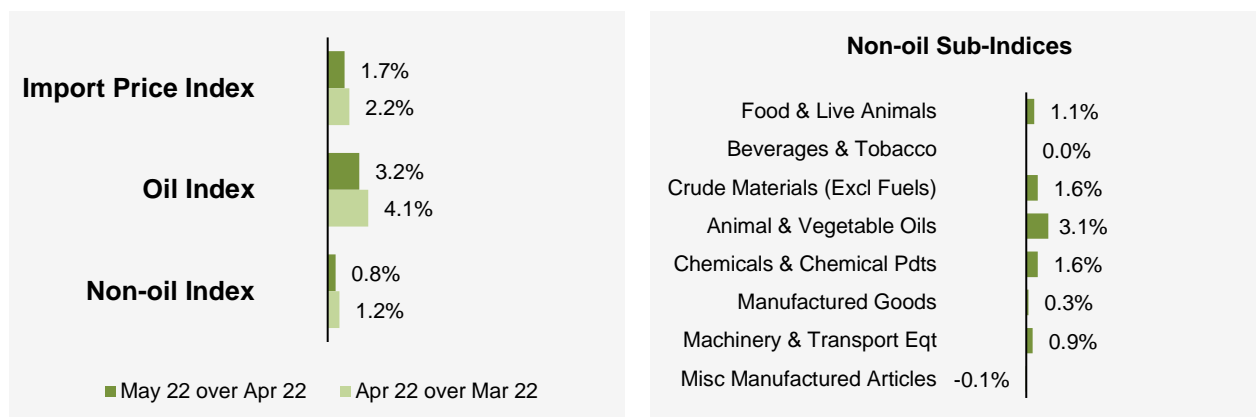 Import Price Index
1.7%
2.2%
Oil Index
3.2%
4.1%
Non-oil Index
0.8%
1.2%
May 22 over Apr 22
Apr 22 over Mar 22
Non-oil Sub-Indices
Food & Live Animals 1.1%
Beverages & Tobacco 0.0%
Crude Materials (Excl Fuels) 1.6%
Animal & Vegetable Oils 3.1%
Chemicals & Chemical Pdts 1.6%
Manufactured Goods 0.3%
Machinery & Transport Eqt 0.9%
Misc Manufactured Articles -0.1%